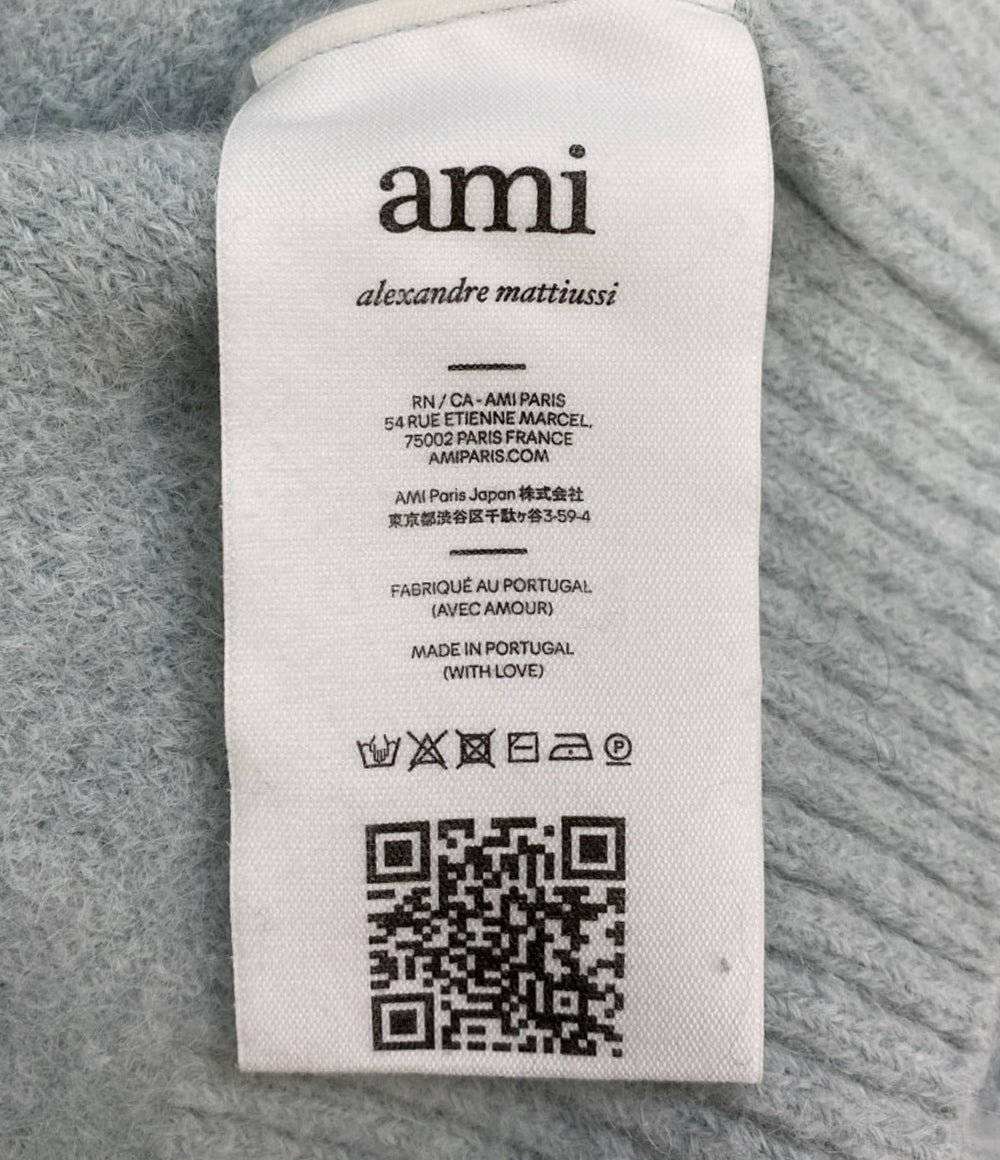 ami
alexandre mattiussi
RN / CA - AMI PARIS
54 RUE ETIENNE MARCEL,
75002 PARIS FRANCE
AMIPARIS.COM
AMI Paris Japan 株式会社
東京都渋谷区千駄ヶ谷3-59-4
FABRIQUÉ AU PORTUGAL
(AVEC AMOUR)
MADE IN PORTUGAL
(WITH LOVE)
P